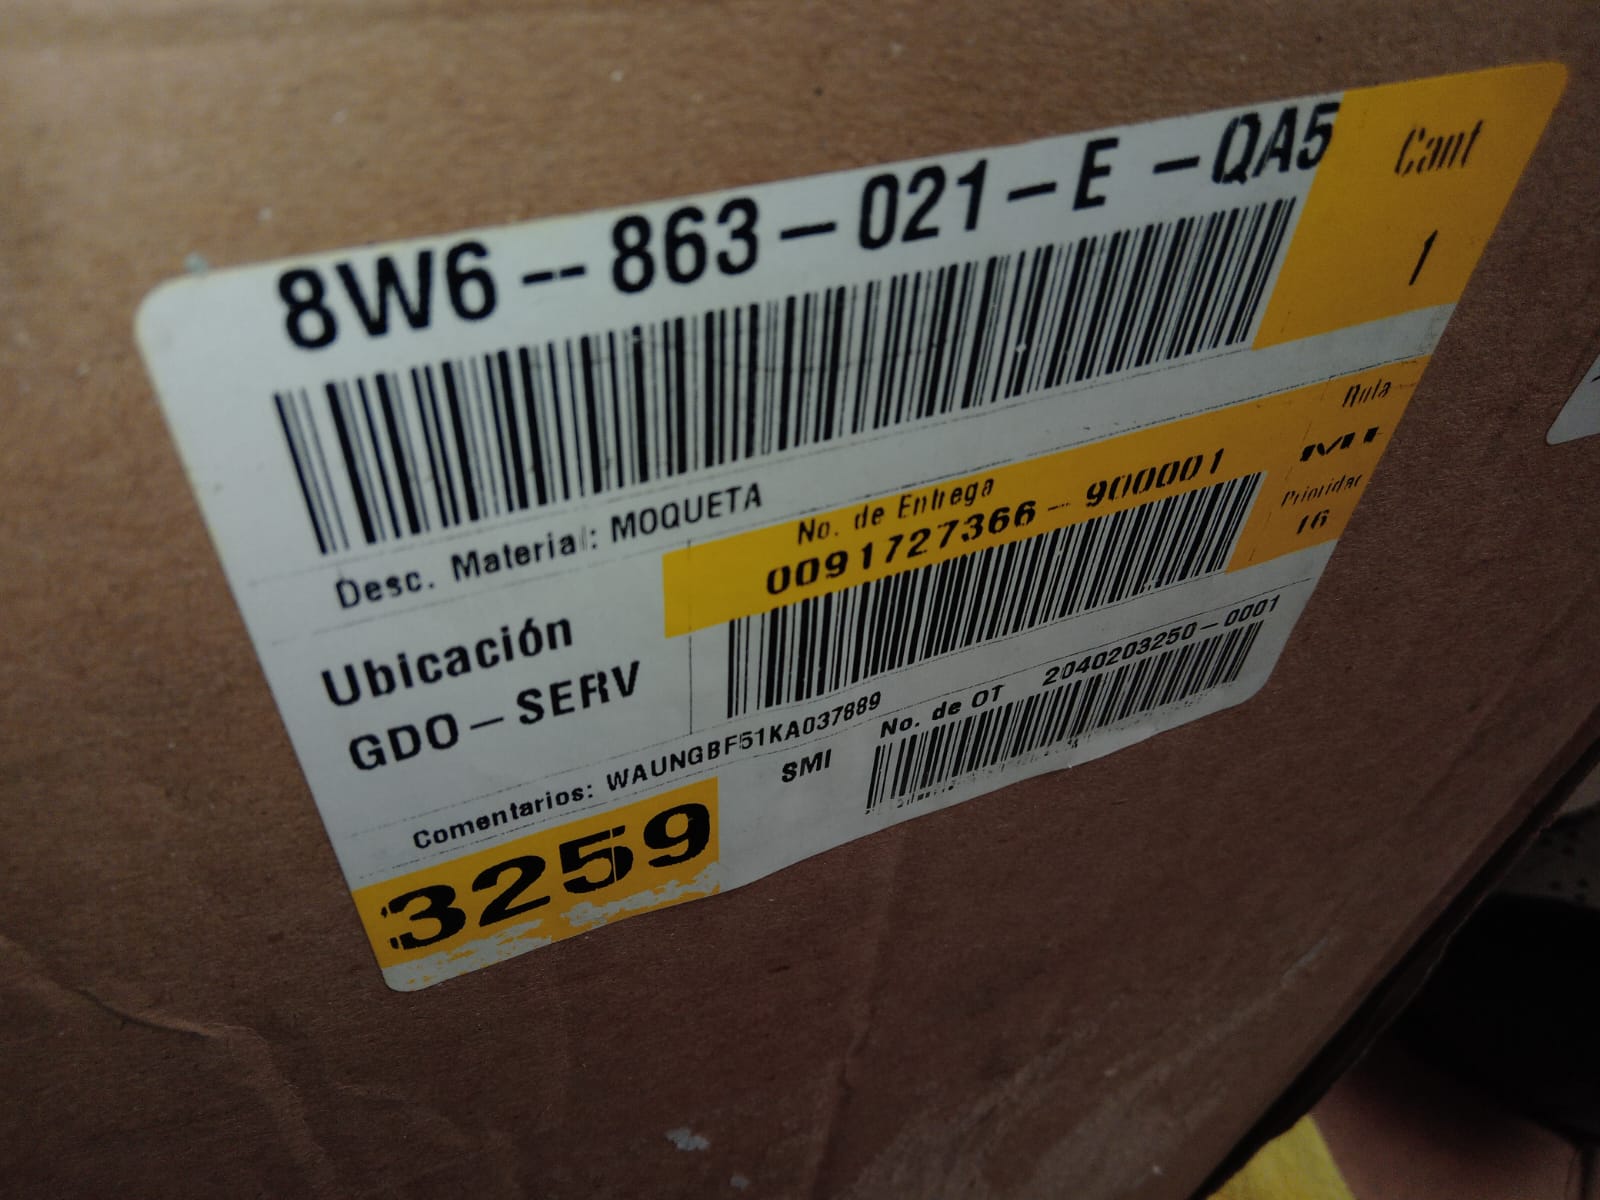 8W6--863-021-E -QA5
Cant
1
Desc. Material: MOQUETA
No. de Entrega
0091727366-900001
Ruta
Prioridad
16
Ubicación
GDO-SERV
Comentarios: WAUNGBF51KA037889
SMI
No. de OT
2040203250-0001
3259